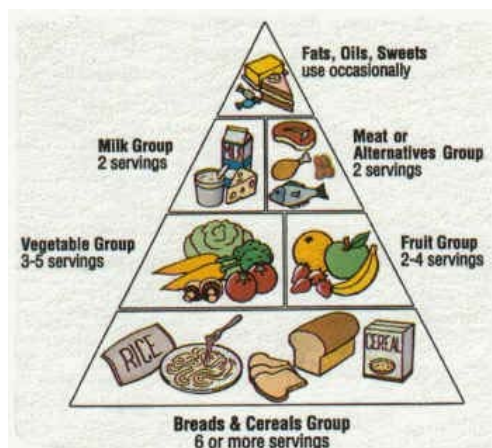 Fats, Oils, Sweets
use occasionally
Milk Group
2 servings
MILK
Meat or
Alternatives Group
2 servings
Vegetable Group
3-5 servings
Fruit Group
2-4 servings
RICE
CEREAL
Breads & Cereals Group
6 or more servings